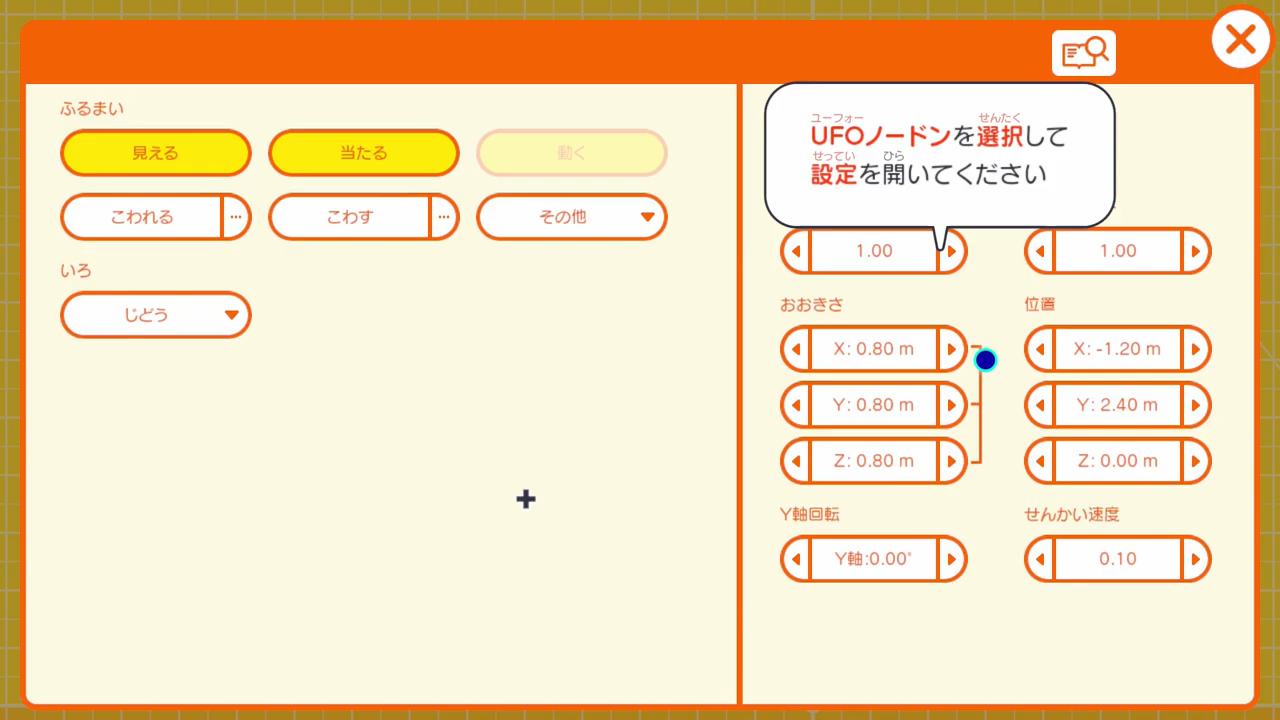 ふるまい
見える
当たる
動く
こわれる
...
こわす
...
その他
いろ
じどう
ユーフォー せんたく
UFOノードンを選択して
せってい ひら
設定を開いてください
1.00
1.00
おおきさ
位置
X: 0.80 m
X: -1.20 m
Y: 0.80 m
Y: 2.40 m
Z: 0.80 m
Z: 0.00 m
Y軸回転
せんかい速度
Y軸:0.00°
0.10